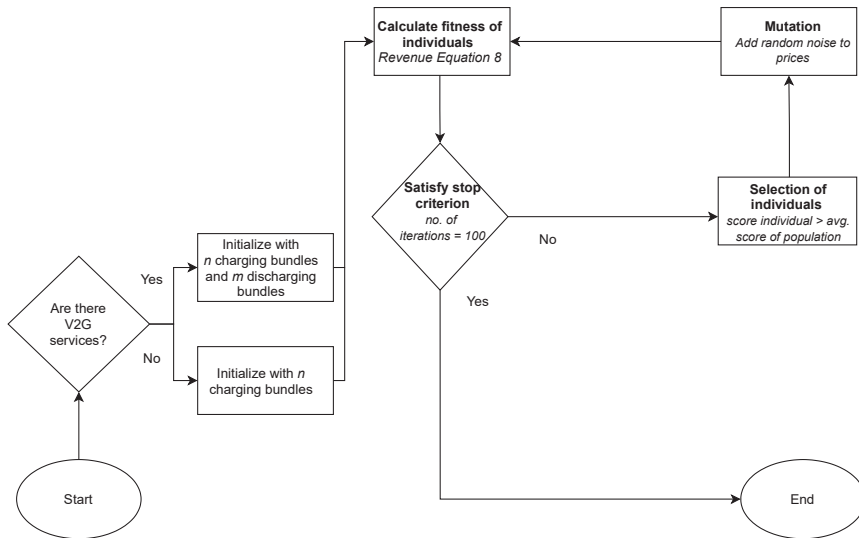 Calculate fitness of
individuals
Revenue Equation 8
Mutation
Add random noise to
prices
Satisfy stop
criterion
no. of
iterations = 100
No
Selection of
individuals
score individual > avg.
score of population
Yes
Initialize with
n charging bundles
and m discharging
bundles
Yes
Are there
V2G
services?
No
Initialize with n
charging bundles
Start
End